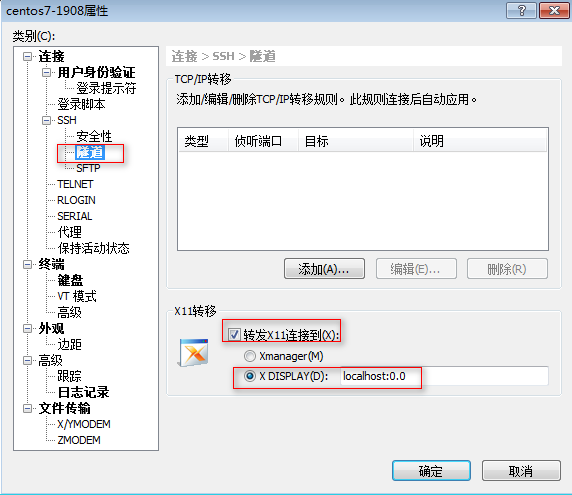 centos7-1908属性
类别(C):
连接
用户身份验证
登录提示符
登录脚本
SSH
安全性
隧道
SFTP
TELNET
RLOGIN
SERIAL
代理
保持活动状态
终端
键盘
VT 模式
高级
外观
边距
高级
跟踪
日志记录
文件传输
X/YMODEM
ZMODEM
连接 > SSH > 隧道
TCP/IP转移
添加/编辑/删除TCP/IP转移规则。此规则连接后自动应用。
类型 侦听端口 目标 说明
添加(A)... 编辑(E)... 删除(R)
X11转移
转发X11连接到(X):
Xmanager(M)
X DISPLAY(D): localhost:0.0
确定 取消